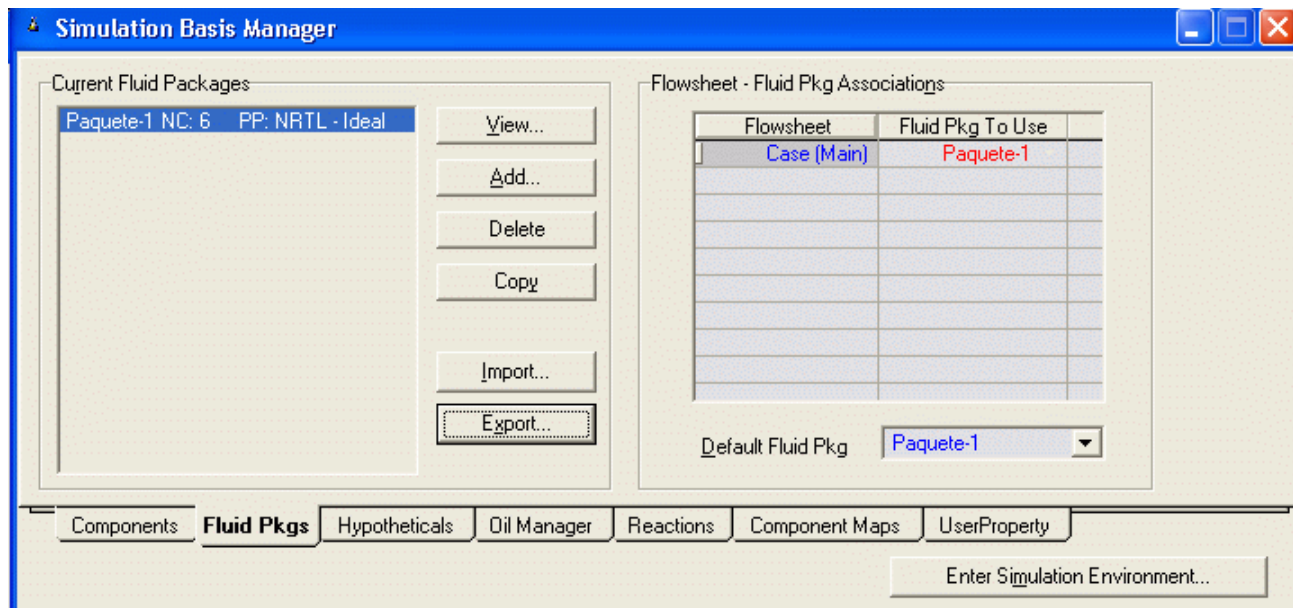 Simulation Basis Manager
Current Fluid Packages
Paquete-1 NC: 6 PP: NRTL - Ideal
View...
Add...
Delete
Copy
Import...
Export...
Flowsheet - Fluid Pkg Associations
Flowsheet Fluid Pkg To Use
Case (Main) Paquete-1
Default Fluid Pkg Paquete-1
Components Fluid Pkgs Hypotheticals Oil Manager Reactions Component Maps UserProperty
Enter Simulation Environment...